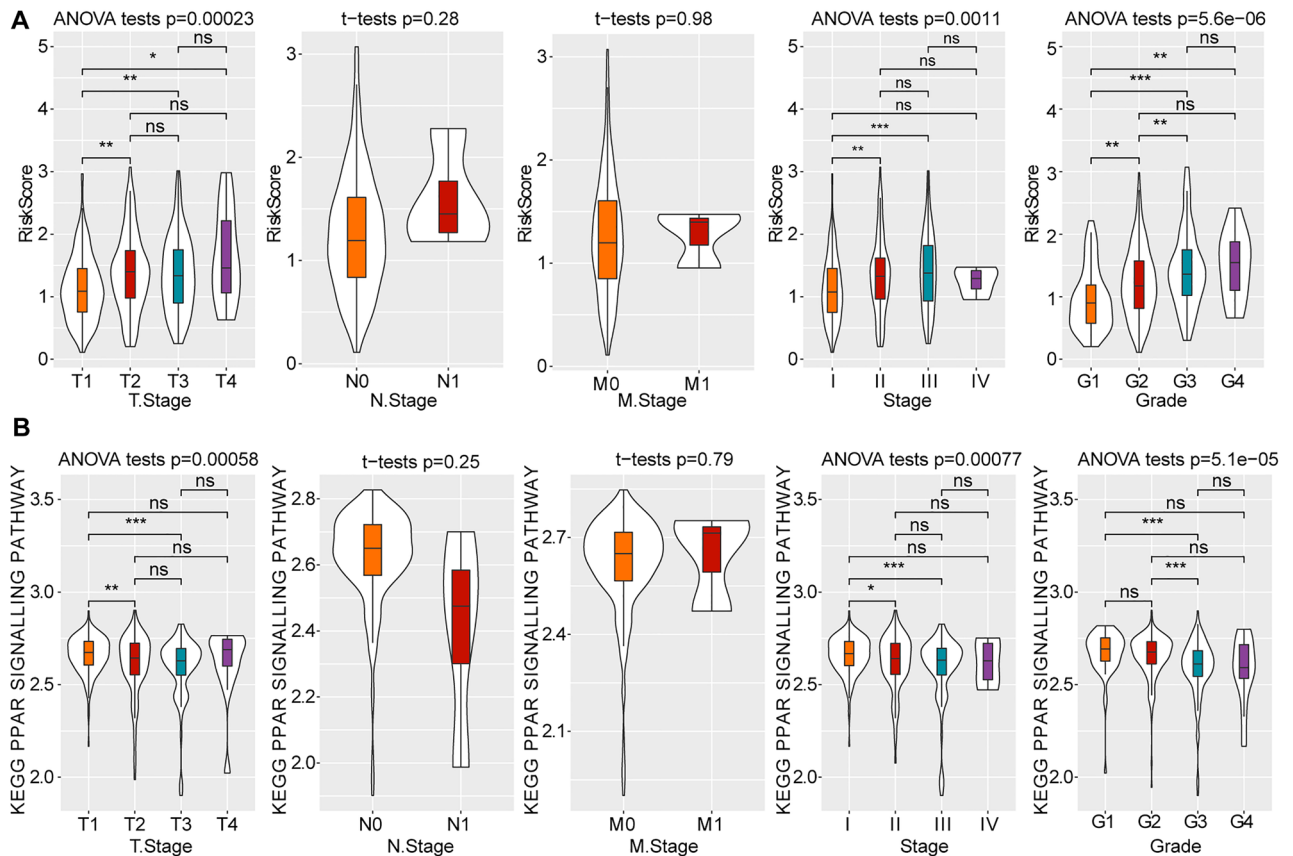 A
ANOVA tests p=0.00023
t-tests p=0.28
t-tests p=0.98
ANOVA tests p=0.0011
ANOVA tests p=5.6e-06
RiskScore
5
4
3
2
1
0
ns
*
**
ns
ns
**
T1 T2 T3 T4
T.Stage
RiskScore
3
2
1
0
N0 N1
N.Stage
RiskScore
3
2
1
0
M0 M1
M.Stage
RiskScore
5
4
3
2
1
0
ns
ns
ns
ns
***
**
I II III IV
Stage
RiskScore
5
4
3
2
1
0
ns
**
***
ns
**
**
G1 G2 G3 G4
Grade
B
ANOVA tests p=0.00058
t-tests p=0.25
t-tests p=0.79
ANOVA tests p=0.00077
ANOVA tests p=5.1e-05
KEGG PPAR SIGNALLING PATHWAY
3.5
3.0
2.5
2.0
ns
ns
***
ns
ns
**
T1 T2 T3 T4
T.Stage
KEGG PPAR SIGNALLING PATHWAY
2.8
2.6
2.4
2.2
2.0
N0 N1
N.Stage
KEGG PPAR SIGNALLING PATHWAY
2.7
2.4
2.1
M0 M1
M.Stage
KEGG PPAR SIGNALLING PATHWAY
3.5
3.0
2.5
2.0
ns
ns
ns
ns
***
*
I II III IV
Stage
KEGG PPAR SIGNALLING PATHWAY
3.5
3.0
2.5
2.0
ns
ns
***
ns
***
ns
G1 G2 G3 G4
Grade